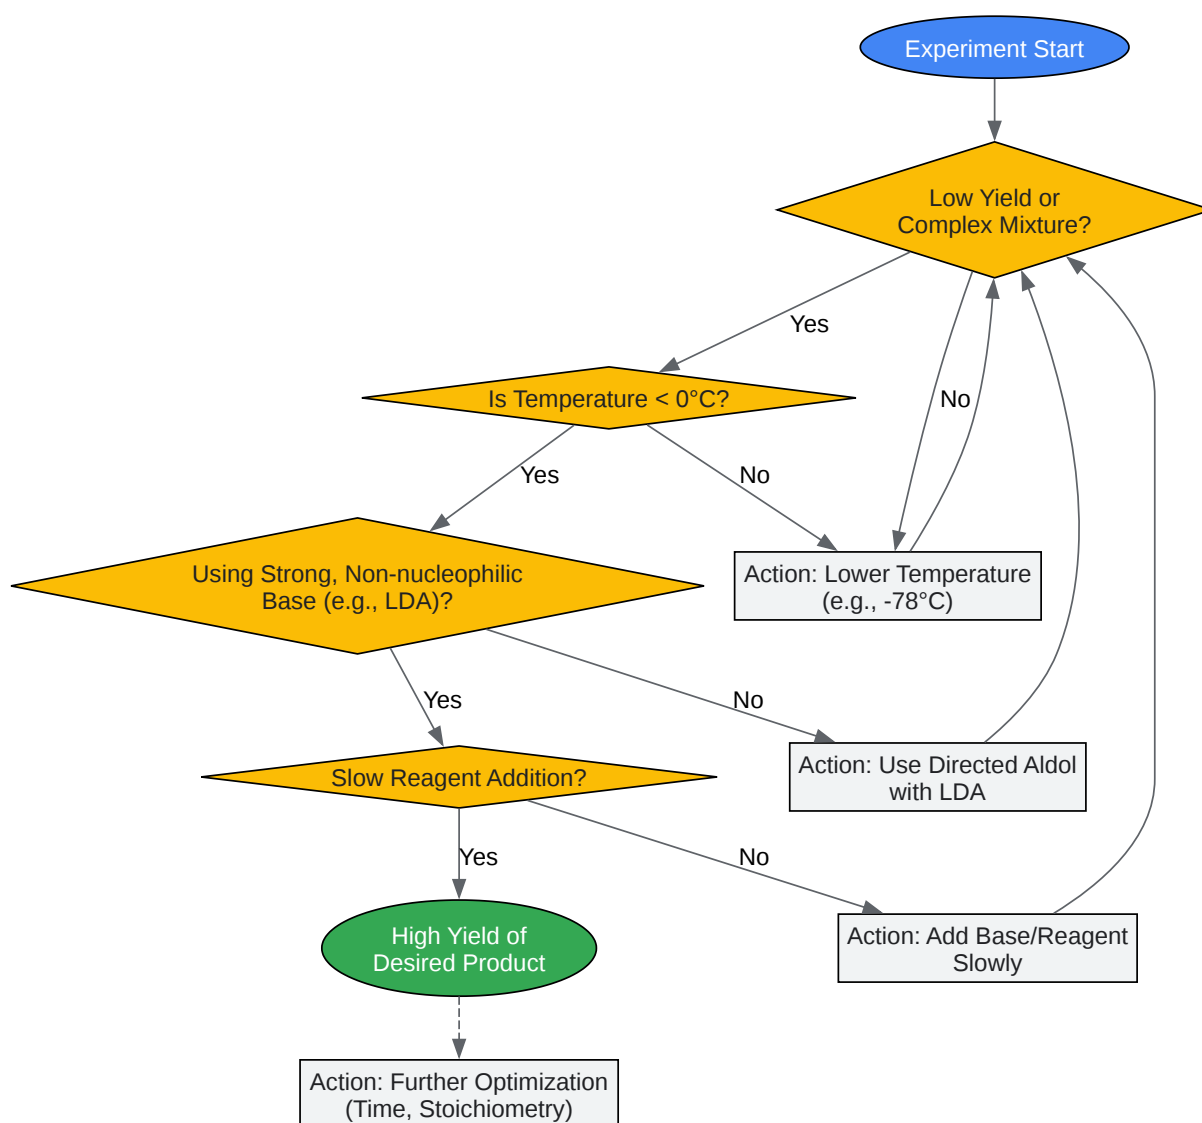 Experiment Start
Low Yield or
Complex Mixture?
Yes
Is Temperature < 0°C?
No
Yes
No
Action: Lower Temperature
(e.g., -78°C)
Using Strong, Non-nucleophilic
Base (e.g., LDA)?
Yes
No
Action: Use Directed Aldol
with LDA
Slow Reagent Addition?
Yes
No
Action: Add Base/Reagent
Slowly
High Yield of
Desired Product
Action: Further Optimization
(Time, Stoichiometry)